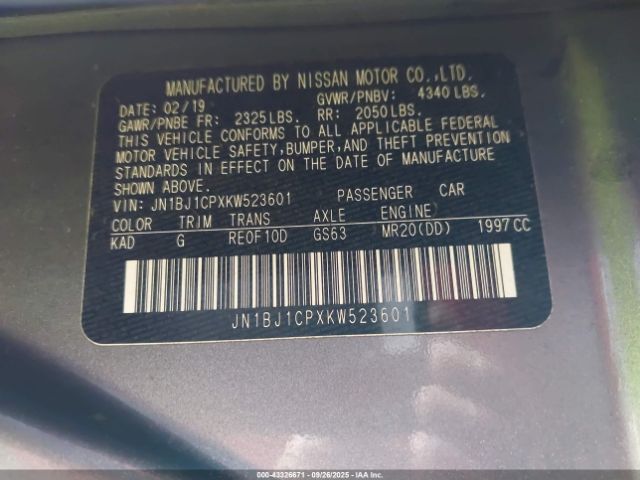 MANUFACTURED BY NISSAN MOTOR CO.,LTD.
DATE: 02/19 GVWR/PNBV: 4340 LBS.
GAWR/PNBE FR: 2325 LBS. RR: 2050 LBS.
THIS VEHICLE CONFORMS TO ALL APPLICABLE FEDERAL
MOTOR VEHICLE SAFETY, BUMPER, AND THEFT PREVENTION
STANDARDS IN EFFECT ON THE DATE OF MANUFACTURE
SHOWN ABOVE.
VIN: JN1BJ1CPXKW523601 PASSENGER CAR
COLOR TRIM TRANS AXLE ENGINE)
KAD G RE0F10D GS63 MR20(DD) 1997 CC
JN1BJ1CPXKW523601
000-43326671 - 09/26/2025 - IAAI.COM